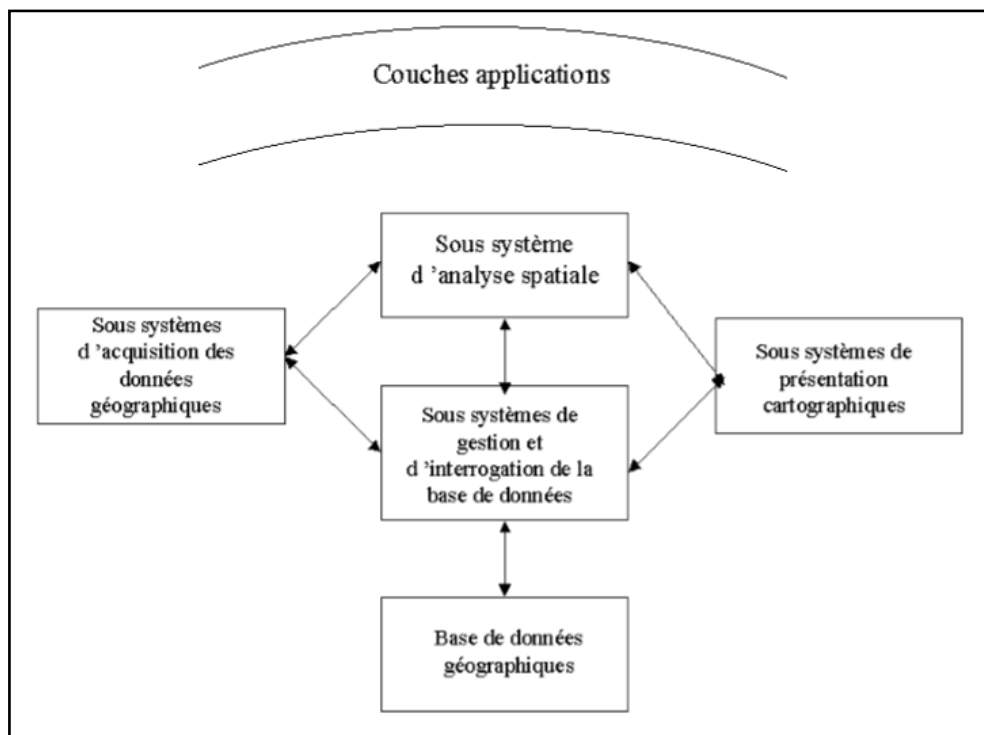 Couches applications
Sous système
d ’analyse spatiale
Sous systèmes
d ’acquisition des
données
géographiques
Sous systèmes de
gestion et
d ’interrogation de la
base de données
Sous systèmes de
présentation
cartographiques
Base de données
géographiques